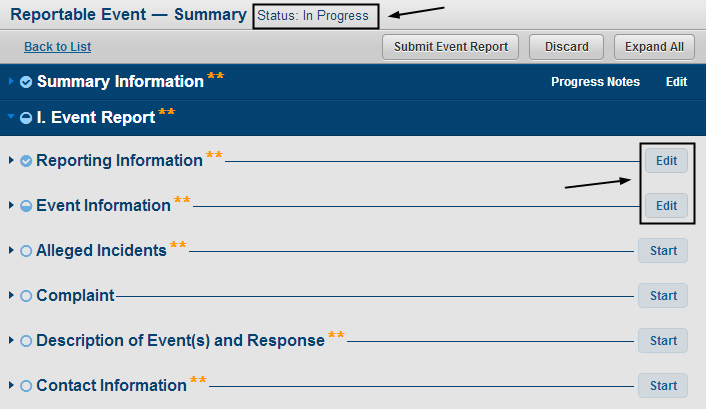 Reportable Event — Summary Status: In Progress
Back to List Submit Event Report Discard Expand All
Summary Information ** Progress Notes Edit
I. Event Report **
Reporting Information ** Edit
Event Information ** Edit
Alleged Incidents ** Start
Complaint Start
Description of Event(s) and Response ** Start
Contact Information ** Start